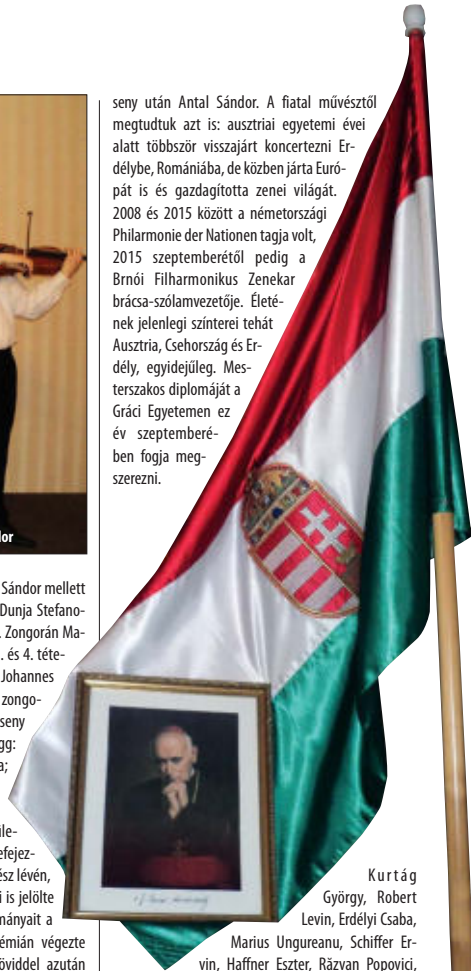 dor
Sándor mellett
Dunja Stefano-
. Zongorán Ma-
. és 4. téte-
Johannes
zongo-
seny
gg:
a;
üle-
efejez-
ész lévén,
i is jelölte
mányait a
émián végezte
öviddel azután
seny után Antal Sándor. A fiatal művésztől
megtudtuk azt is: ausztriai egyetemi évei
alatt többször visszajárt koncertezni Er-
délybe, Romániába, de közben járta Euró-
pát is és gazdagította zenei világát.
2008 és 2015 között a németországi
Philarmonie der Nationen tagja volt,
2015 szeptemberétől pedig a
Brnói Filharmonikus Zenekar
brácsa-szólamvezetője. Életé-
nek jelenlegi színterei tehát
Ausztria, Csehország és Er-
dély, egyidejűleg. Mes-
terszakos diplomáját a
Gráci Egyetemen ez
év szeptemberé-
ben fogja meg-
szerezni.
Kurtág
György, Robert
Levin, Erdélyi Csaba,
Marius Ungureanu, Schiffer Er-
vin, Haffner Eszter, Răzvan Popovici,